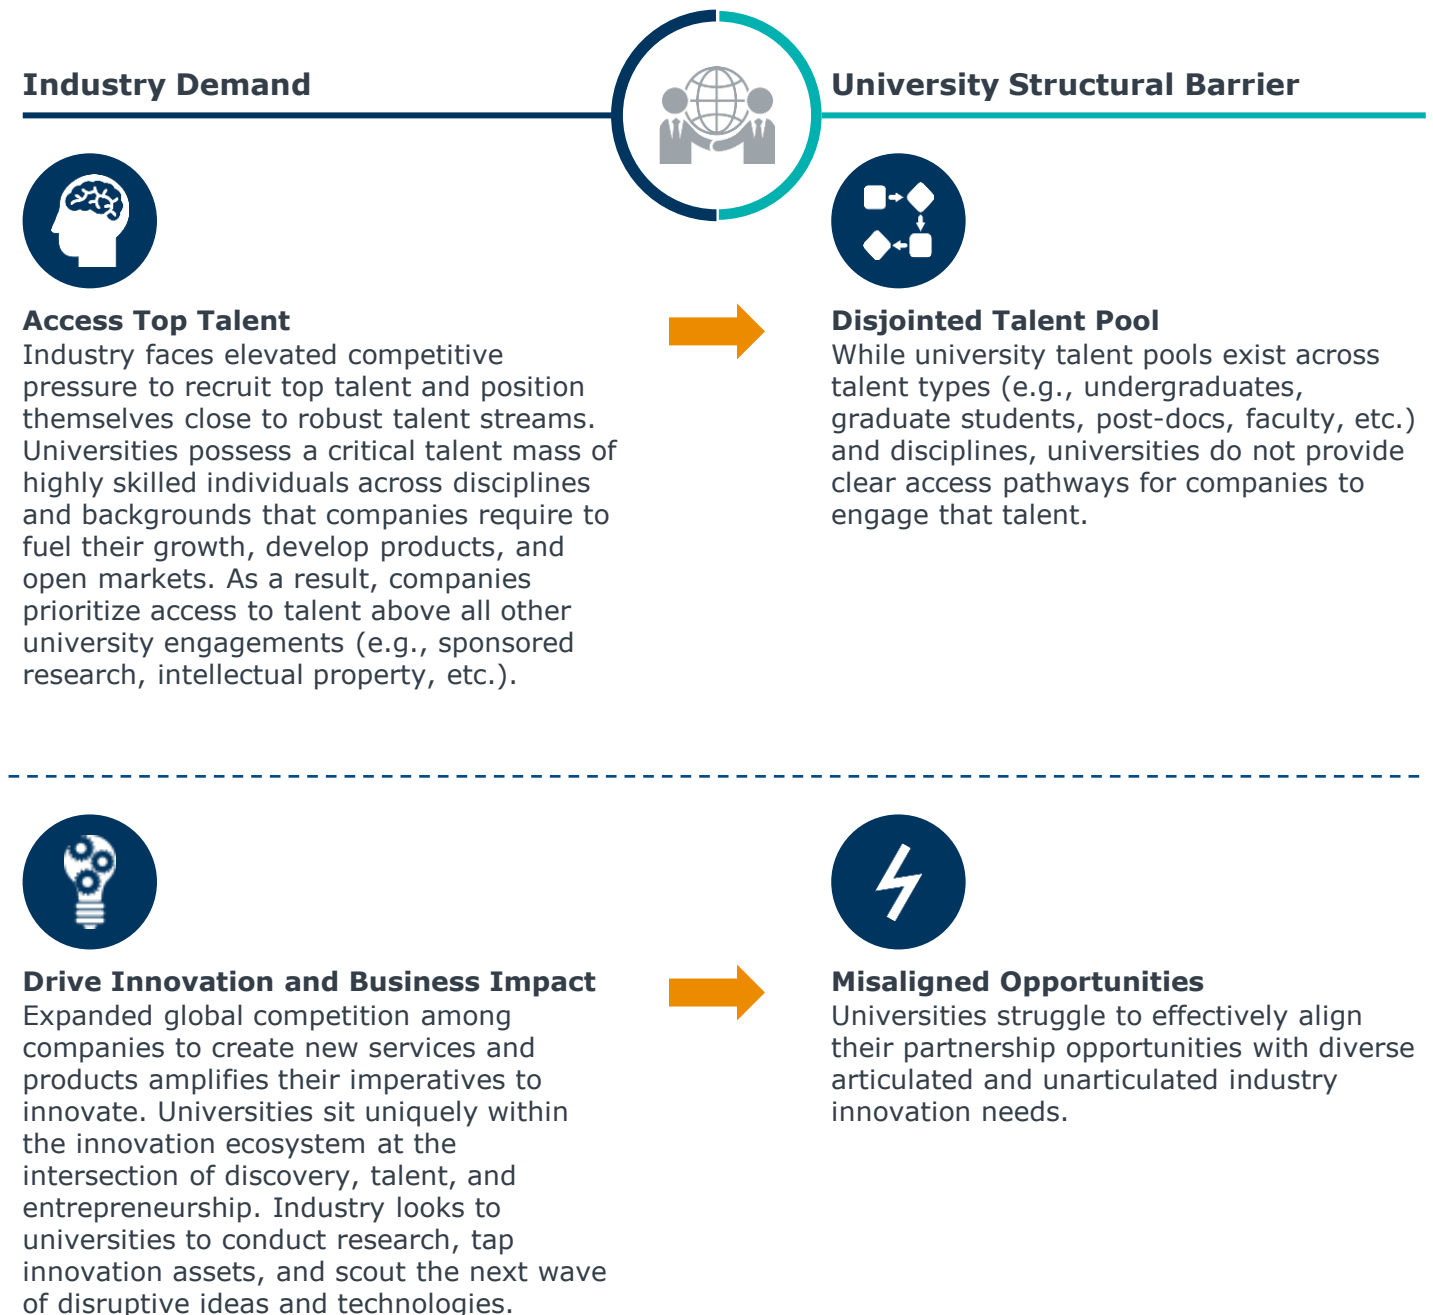 Industry Demand
University Structural Barrier
Access Top Talent
Industry faces elevated competitive
pressure to recruit top talent and position
themselves close to robust talent streams.
Universities possess a critical talent mass of
highly skilled individuals across disciplines
and backgrounds that companies require to
fuel their growth, develop products, and
open markets. As a result, companies
prioritize access to talent above all other
university engagements (e.g., sponsored
research, intellectual property, etc.).
Disjointed Talent Pool
While university talent pools exist across
talent types (e.g., undergraduates,
graduate students, post-docs, faculty, etc.)
and disciplines, universities do not provide
clear access pathways for companies to
engage that talent.
Drive Innovation and Business Impact
Expanded global competition among
companies to create new services and
products amplifies their imperatives to
innovate. Universities sit uniquely within
the innovation ecosystem at the
intersection of discovery, talent, and
entrepreneurship. Industry looks to
universities to conduct research, tap
innovation assets, and scout the next wave
of disruptive ideas and technologies.
Misaligned Opportunities
Universities struggle to effectively align
their partnership opportunities with diverse
articulated and unarticulated industry
innovation needs.